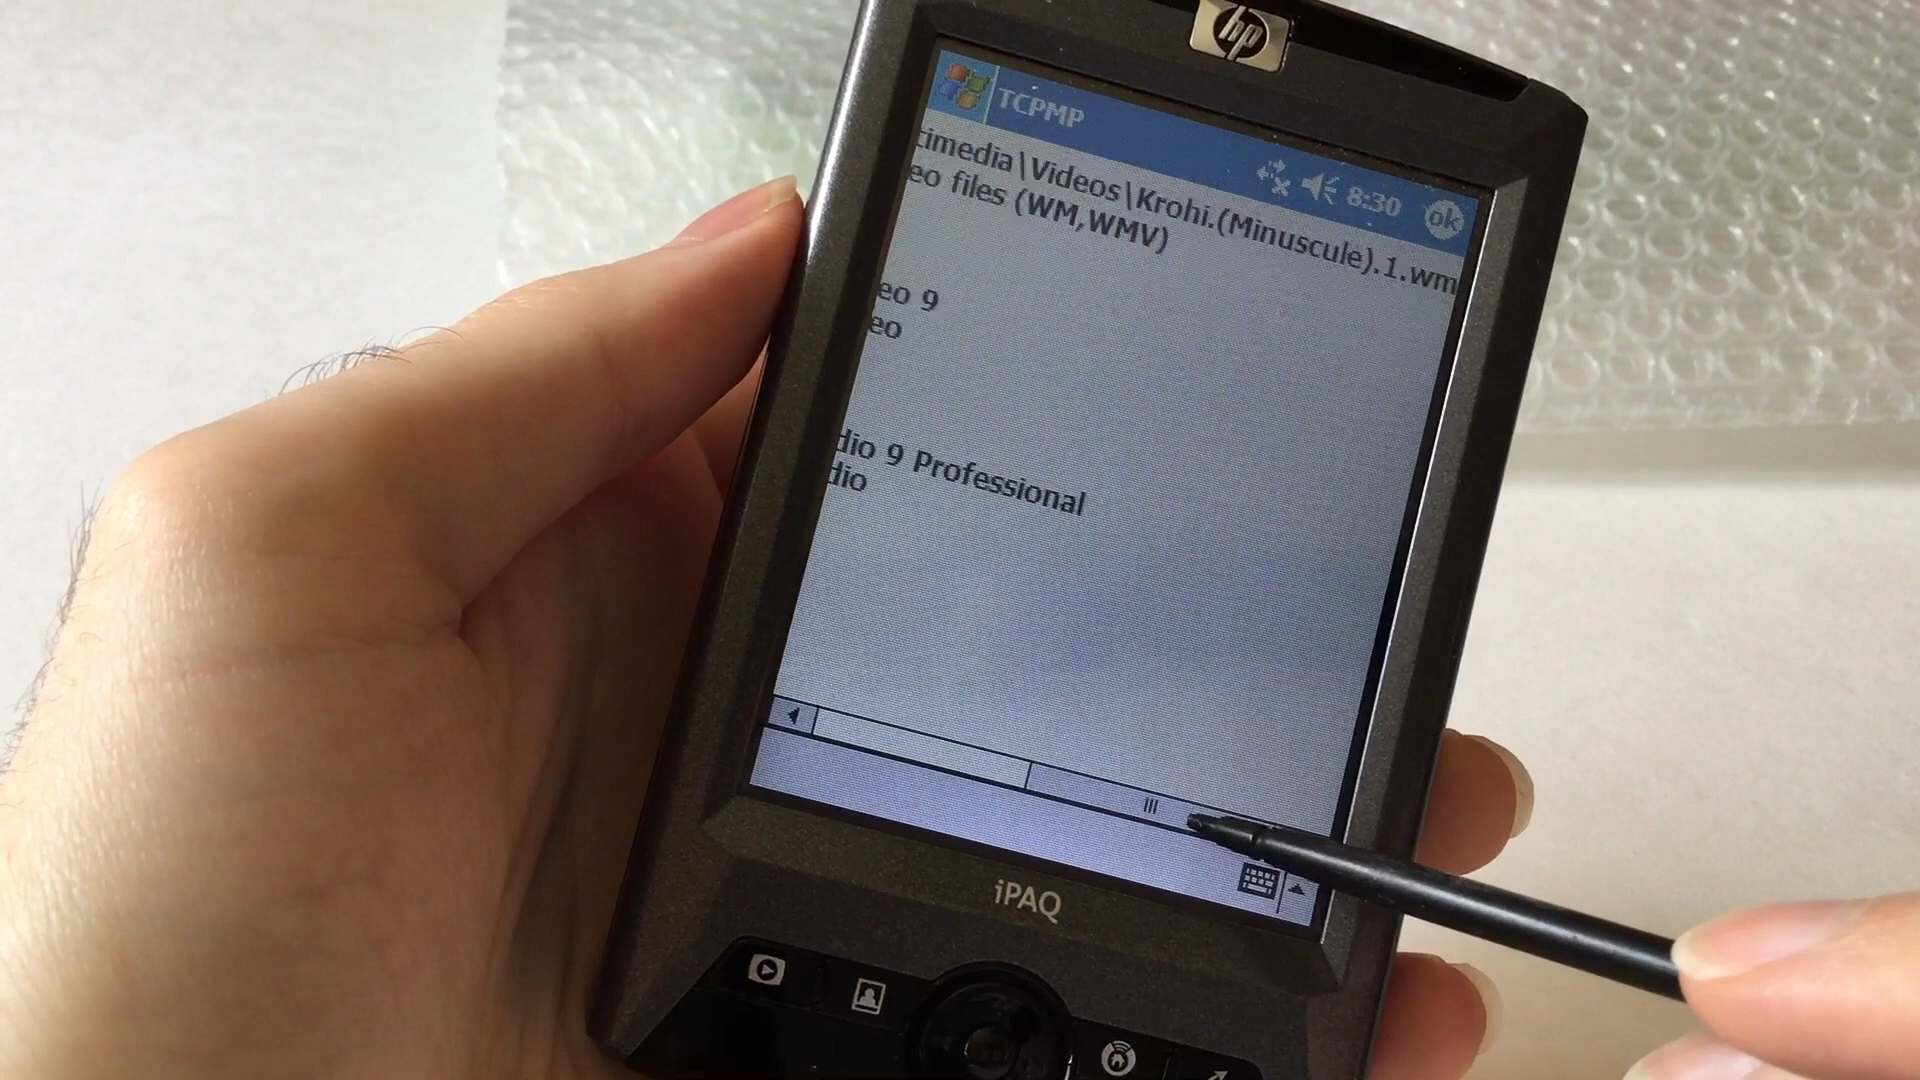 hp
TCPMP
8:30 ok
timedia\Videos\Krohi.(Minuscule).1.wm
eo files (WM,WMV)
eo 9
eo
dio 9 Professional
dio
iPAQ